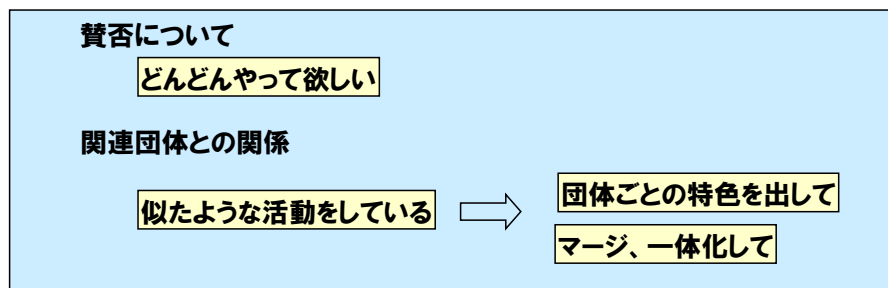 賛否について
どんどんやって欲しい
関連団体との関係
似たような活動をしている
団体ごとの特色を出して
マージ、一体化して